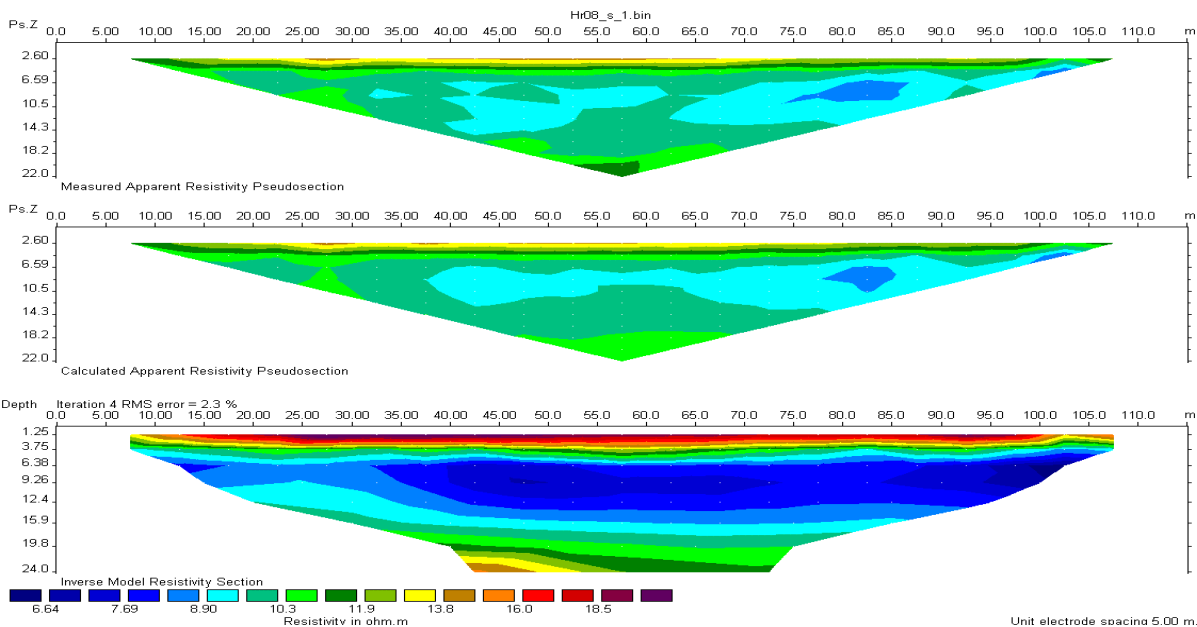 Hr08_s_1.bin
Ps.Z 0.0 5.00 10.00 15.00 20.00 25.00 30.00 35.00 40.00 45.00 50.0 55.0 60.0 65.0 70.0 75.0 80.0 85.0 90.0 95.0 100.0 105.0 110.0 m
2.60
6.59
10.5
14.3
18.2
22.0
Measured Apparent Resistivity Pseudosection
Ps.Z 0.0 5.00 10.00 15.00 20.00 25.00 30.00 35.00 40.00 45.00 50.0 55.0 60.0 65.0 70.0 75.0 80.0 85.0 90.0 95.0 100.0 105.0 110.0 m
2.60
6.59
10.5
14.3
18.2
22.0
Calculated Apparent Resistivity Pseudosection
Depth Iteration 4 RMS error = 2.3 %
0.0 5.00 10.00 15.00 20.00 25.00 30.00 35.00 40.00 45.00 50.0 55.0 60.0 65.0 70.0 75.0 80.0 85.0 90.0 95.0 100.0 105.0 110.0 m
1.25
3.75
6.38
9.26
12.4
15.9
19.8
24.0
Inverse Model Resistivity Section
6.64 7.69 8.90 10.3 11.9 13.8 16.0 18.5
Resistivity in ohm.m
Unit electrode spacing 5.00 m.